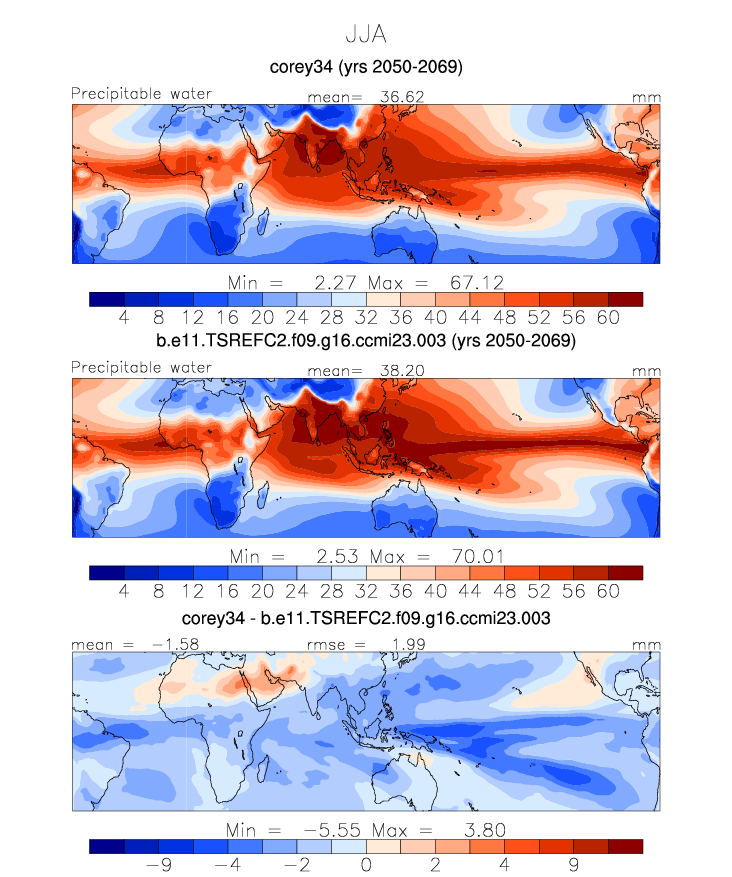 JJA
corey34 (yrs 2050-2069)
Precipitable water mean= 36.62 mm
Min = 2.27 Max = 67.12
4 8 12 16 20 24 28 32 36 40 44 48 52 56 60
b.e11.TSREFC2.f09.g16.ccmi23.003 (yrs 2050-2069)
Precipitable water mean= 38.20 mm
Min = 2.53 Max = 70.01
4 8 12 16 20 24 28 32 36 40 44 48 52 56 60
corey34 - b.e11.TSREFC2.f09.g16.ccmi23.003
mean = -1.58 rmse = 1.99 mm
Min = -5.55 Max = 3.80
-9 -4 -2 0 2 4 9